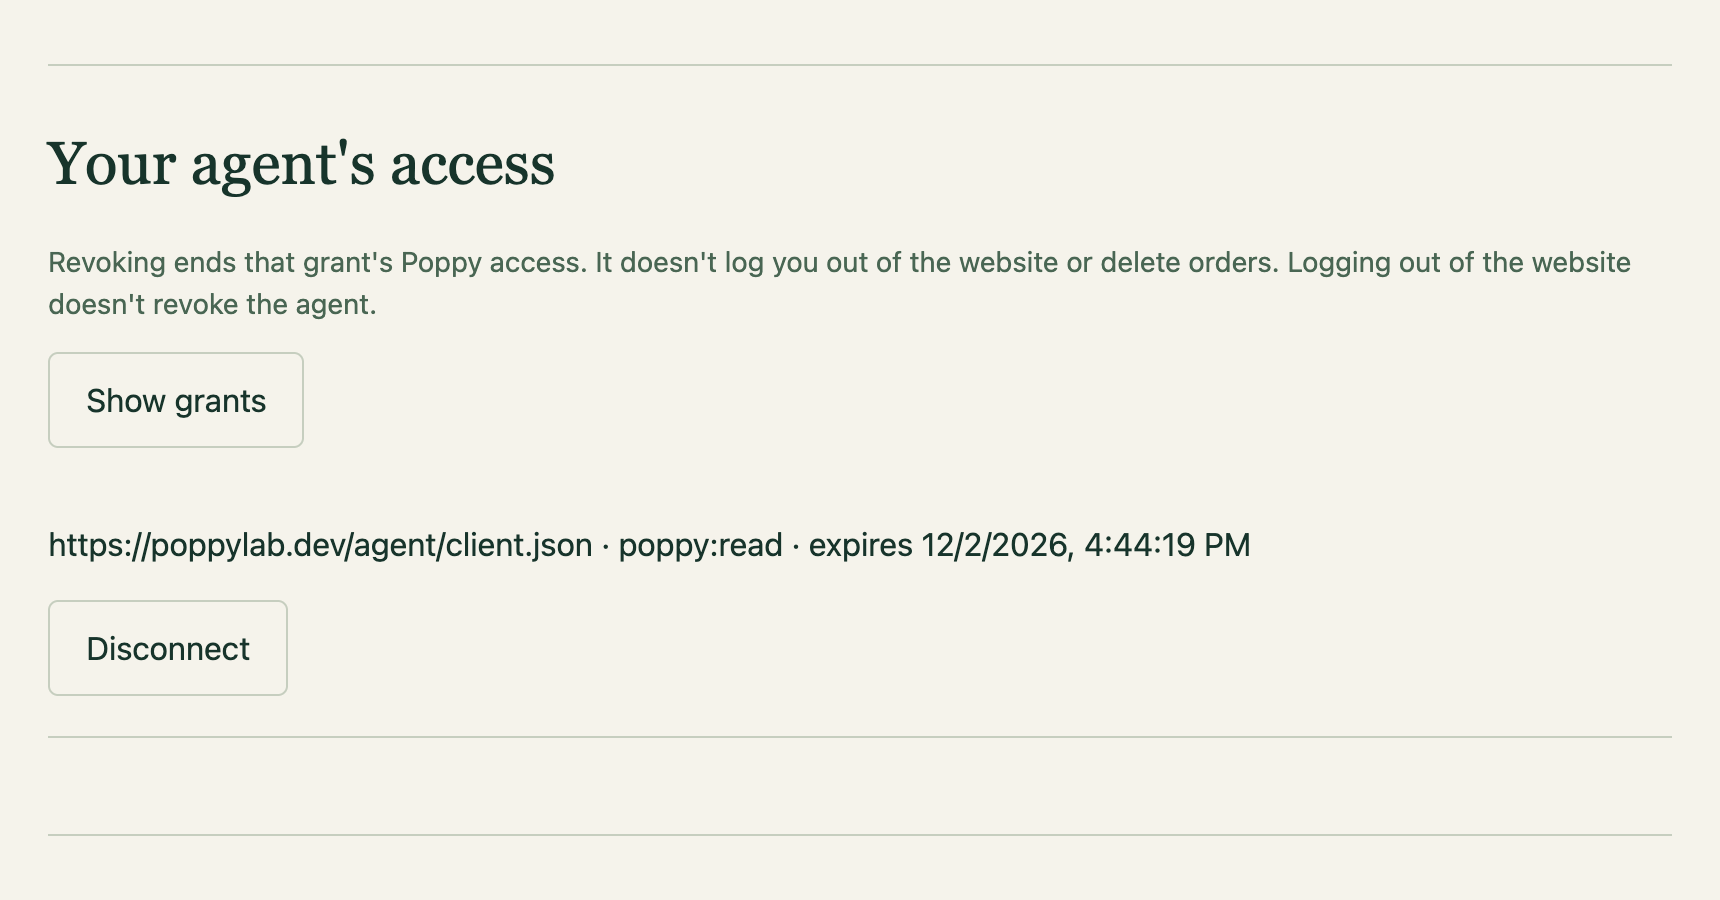 Your agent's access
Revoking ends that grant's Poppy access. It doesn't log you out of the website or delete orders. Logging out of the website
doesn't revoke the agent.
Show grants
https://poppylab.dev/agent/client.json · poppy:read · expires 12/2/2026, 4:44:19 PM
Disconnect